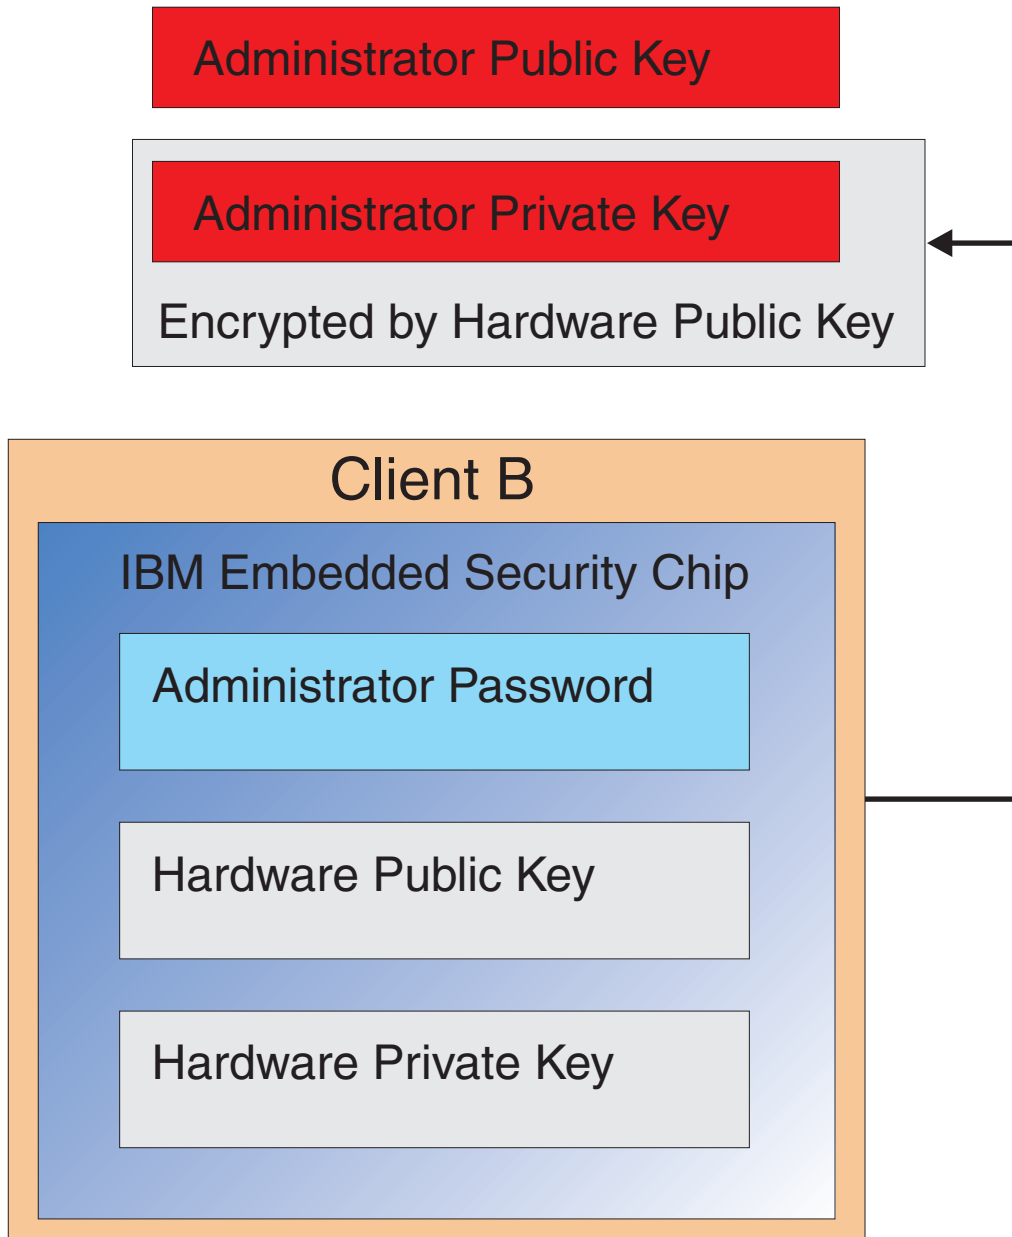 Administrator Public Key
Administrator Private Key
Encrypted by Hardware Public Key
Client B
IBM Embedded Security Chip
Administrator Password
Hardware Public Key
Hardware Private Key